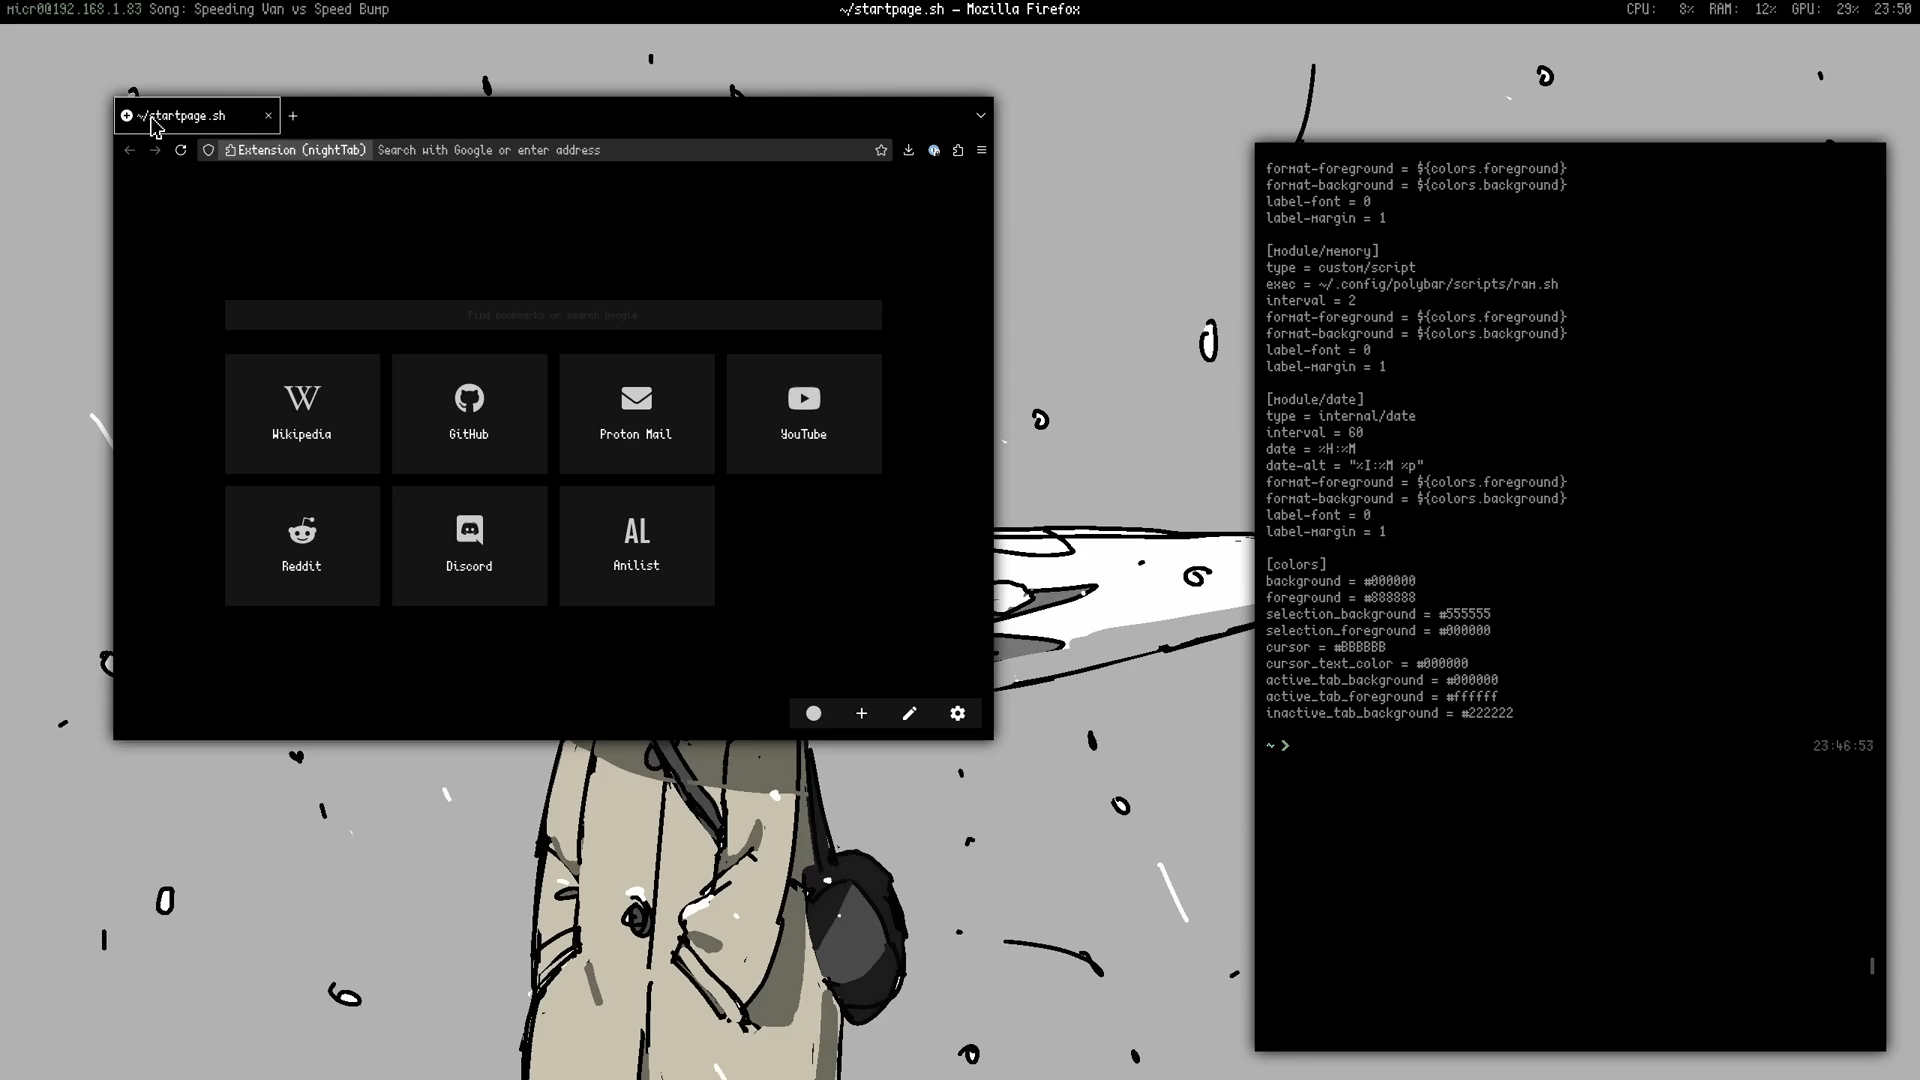 micr0@192.168.1.83 Song: Speeding Van vs Speed Bump
~/startpage.sh — Mozilla Firefox
CPU: 8% RAM: 12% GPU: 29% 23:50
~/startpage.sh
Extension (nightTab) Search with Google or enter address
Find bookmarks or search Google
Wikipedia
GitHub
Proton Mail
YouTube
Reddit
Discord
AL
Anilist
format-foreground = ${colors.foreground}
format-background = ${colors.background}
label-font = 0
label-margin = 1
[module/memory]
type = custom/script
exec = ~/.config/polybar/scripts/ram.sh
interval = 2
format-foreground = ${colors.foreground}
format-background = ${colors.background}
label-font = 0
label-margin = 1
[module/date]
type = internal/date
interval = 60
date = %H:%M
date-alt = "%I:%M %p"
format-foreground = ${colors.foreground}
format-background = ${colors.background}
label-font = 0
label-margin = 1
[colors]
background = #000000
foreground = #888888
selection_background = #555555
selection_foreground = #000000
cursor = #BBBBBB
cursor_text_color = #000000
active_tab_background = #000000
active_tab_foreground = #ffffff
inactive_tab_background = #222222
~ ❯ 23:46:53